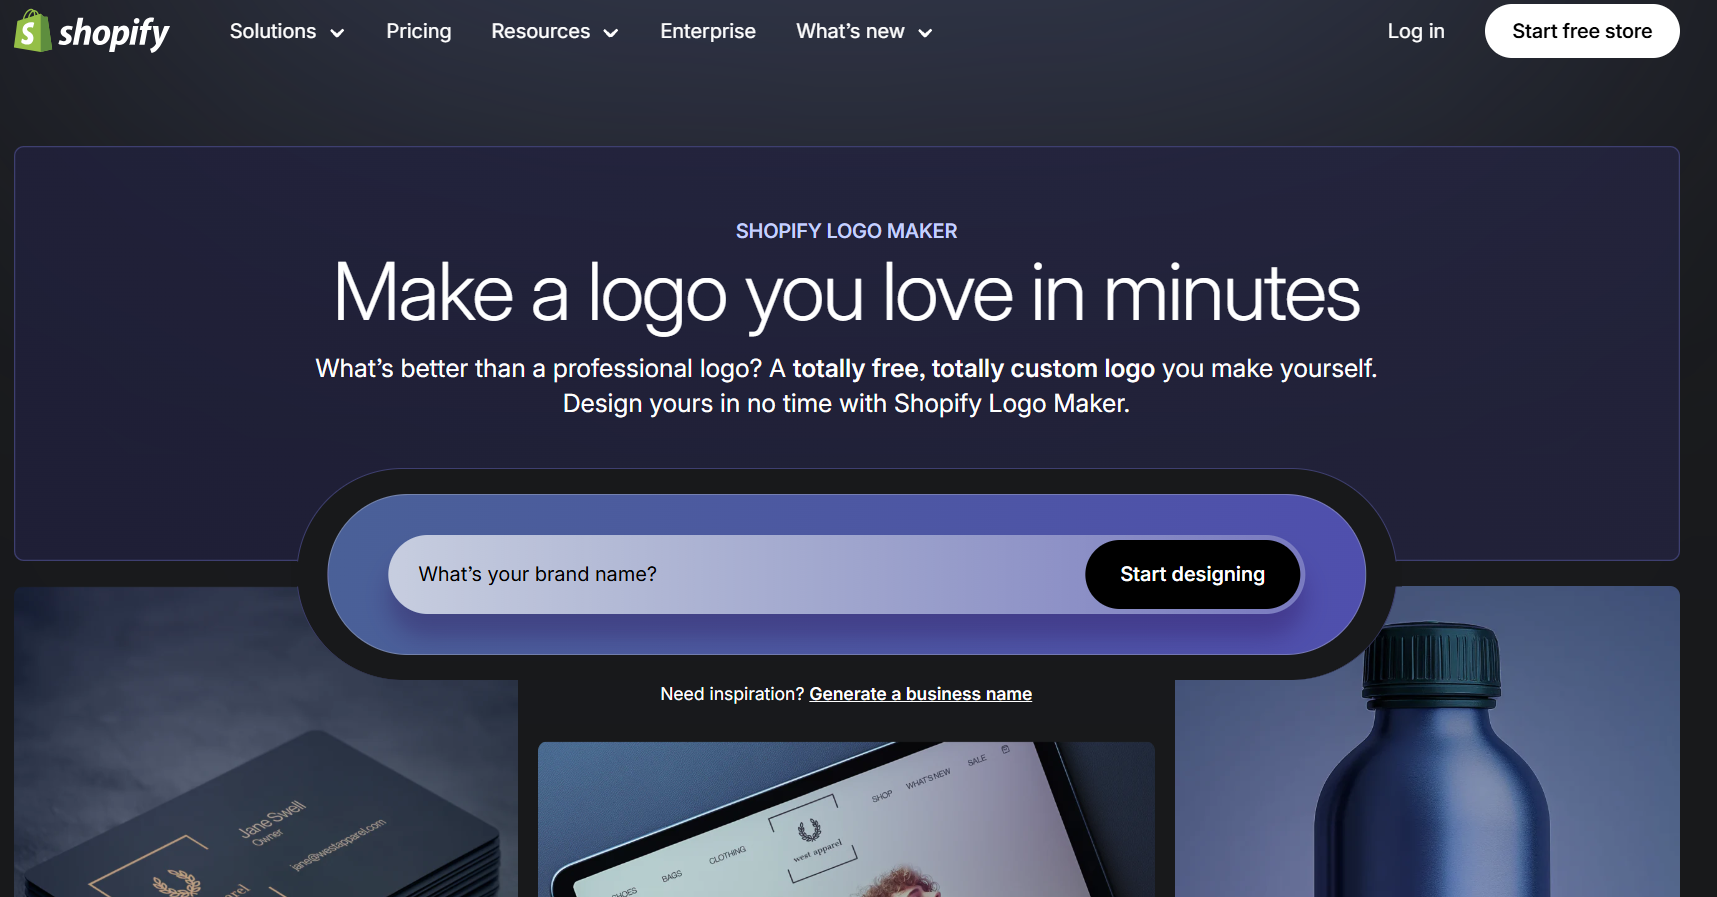 shopify
Solutions
Pricing
Resources
Enterprise
What's new
Log in
Start free store
SHOPIFY LOGO MAKER
Make a logo you love in minutes
What's better than a professional logo? A totally free, totally custom logo you make yourself.
Design yours in no time with Shopify Logo Maker.
What's your brand name?
Start designing
Need inspiration? Generate a business name
Jane Swell
Owner
jane@westapparel.com
BAGS
CLOTHING
west apparel
SHOP
WHAT'S NEW
SALE